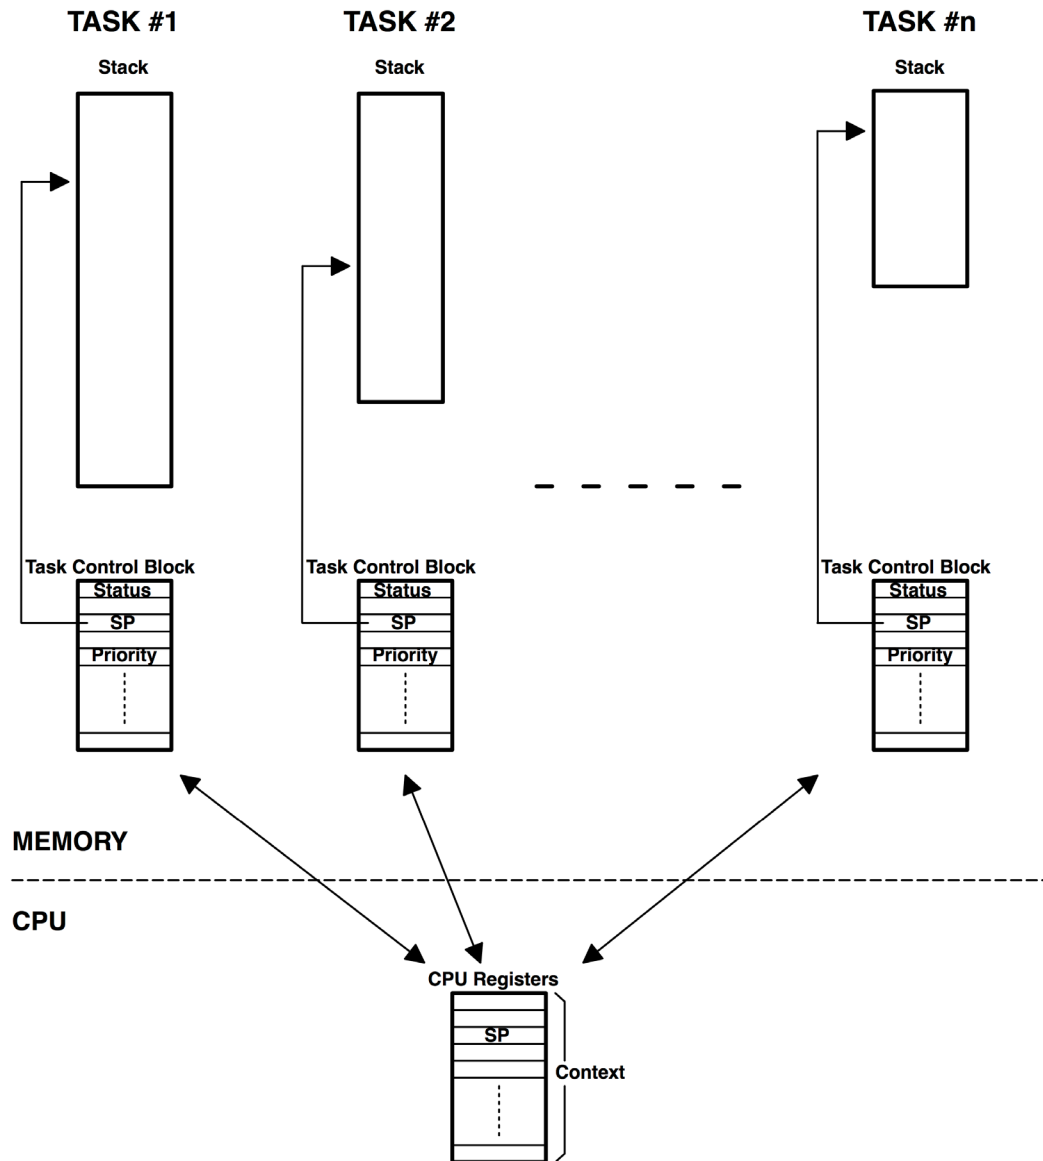 TASK #1
TASK #2
TASK #n
Stack
Stack
Stack
Task Control Block
Task Control Block
Task Control Block
Status
Status
Status
SP
SP
SP
Priority
Priority
Priority
MEMORY
CPU
CPU Registers
SP
Context